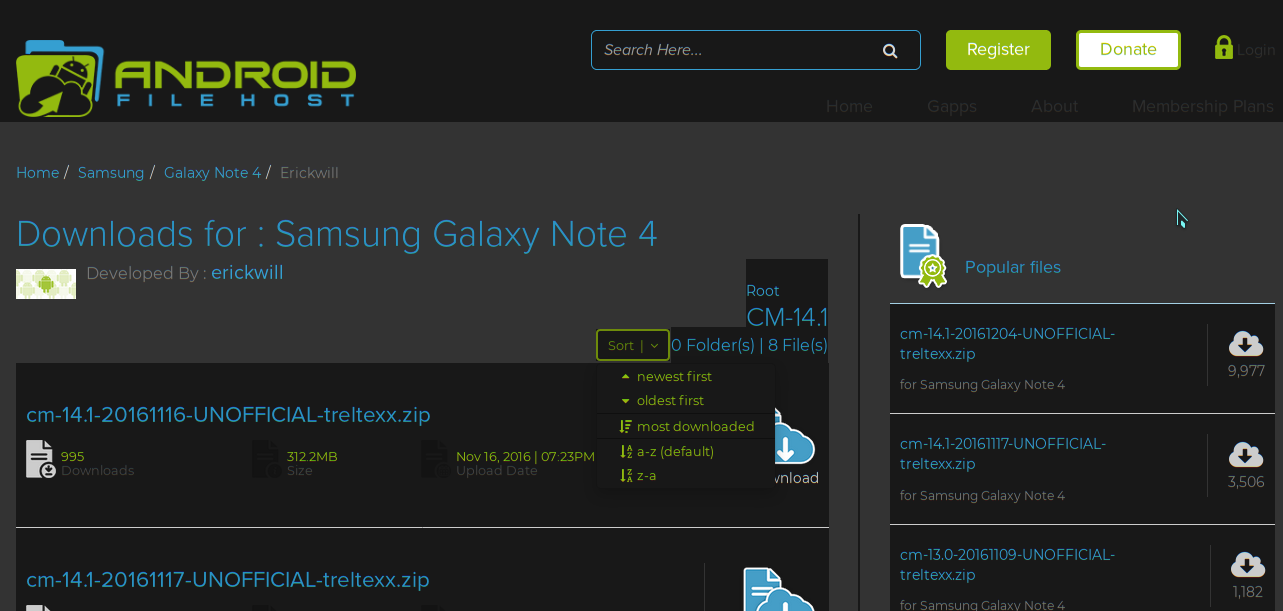 ANDROID
FILE HOST
Search Here...
Register
Donate
Login
Home
Gapps
About
Membership Plans
Home / Samsung / Galaxy Note 4 / Erickwill
Downloads for : Samsung Galaxy Note 4
Developed By : erickwill
Root
CM-14.1
Sort |
0 Folder(s) | 8 File(s)
newest first
oldest first
most downloaded
a-z (default)
z-a
cm-14.1-20161116-UNOFFICIAL-treltexx.zip
995
Downloads
312.2MB
Size
Nov 16, 2016 | 07:23PM
Upload Date
wnload
cm-14.1-20161117-UNOFFICIAL-treltexx.zip
Popular files
cm-14.1-20161204-UNOFFICIAL-
treltexx.zip
for Samsung Galaxy Note 4
9,977
cm-14.1-20161117-UNOFFICIAL-
treltexx.zip
for Samsung Galaxy Note 4
3,506
cm-13.0-20161109-UNOFFICIAL-
treltexx.zip
for Samsung Galaxy Note 4
1,182